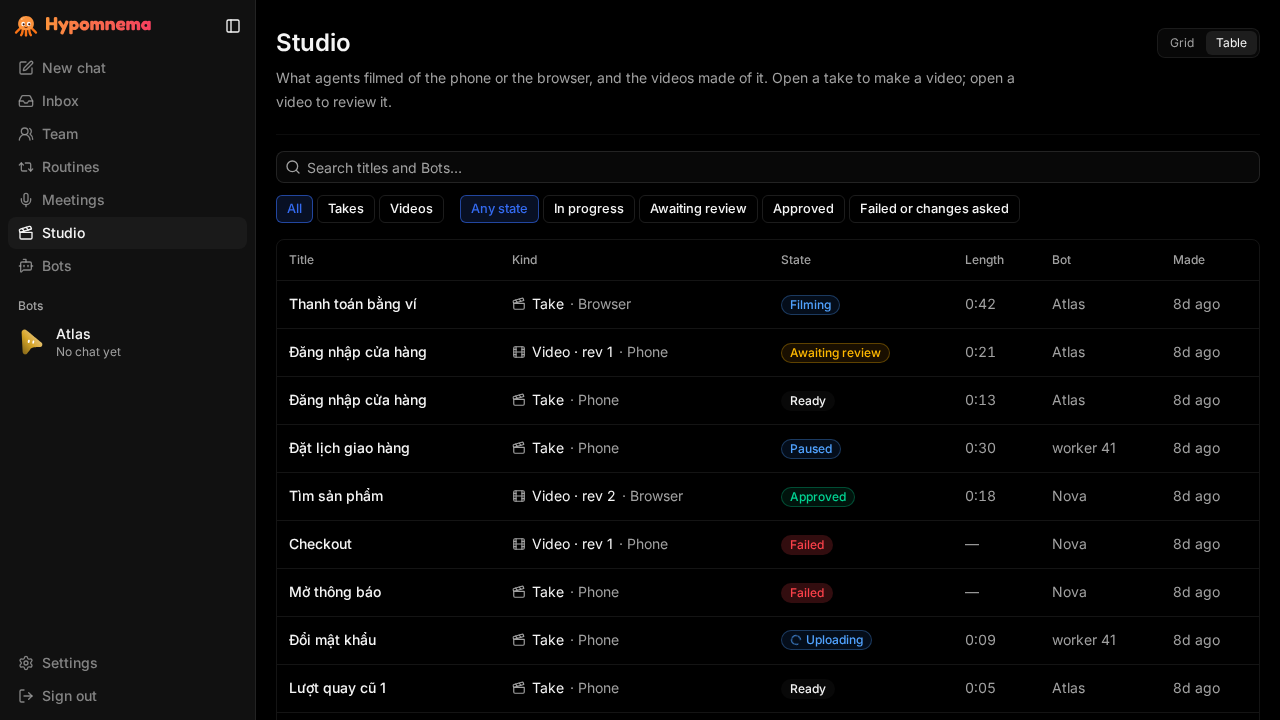 Hypomnema
New chat
Inbox
Team
Routines
Meetings
Studio
Bots
Bots
Atlas
No chat yet
Settings
Sign out
Studio
Grid Table
What agents filmed of the phone or the browser, and the videos made of it. Open a take to make a video; open a
video to review it.
Search titles and Bots...
All Takes Videos Any state In progress Awaiting review Approved Failed or changes asked
Title Kind State Length Bot Made
Thanh toán bằng ví Take · Browser Filming 0:42 Atlas 8d ago
Đăng nhập cửa hàng Video · rev 1 · Phone Awaiting review 0:21 Atlas 8d ago
Đăng nhập cửa hàng Take · Phone Ready 0:13 Atlas 8d ago
Đặt lịch giao hàng Take · Phone Paused 0:30 worker 41 8d ago
Tìm sản phẩm Video · rev 2 · Browser Approved 0:18 Nova 8d ago
Checkout Video · rev 1 · Phone Failed — Nova 8d ago
Mở thông báo Take · Phone Failed — Nova 8d ago
Đổi mật khẩu Take · Phone Uploading 0:09 worker 41 8d ago
Lượt quay cũ 1 Take · Phone Ready 0:05 Atlas 8d ago